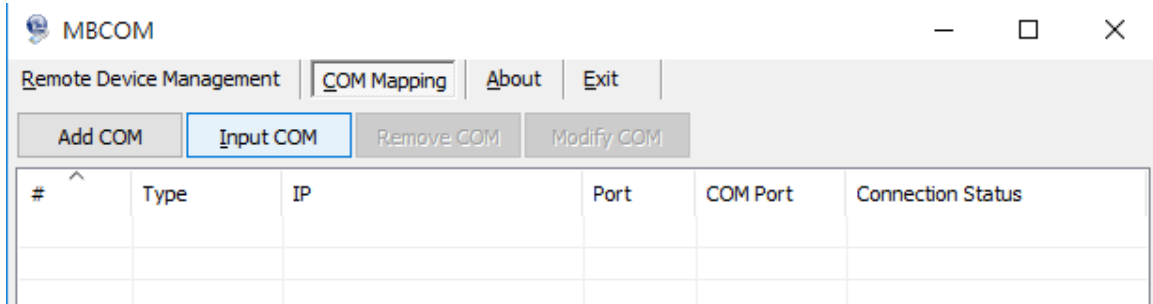 MBCOM
Remote Device Management COM Mapping About Exit
Add COM Input COM Remove COM Modify COM
# Type IP Port COM Port Connection Status